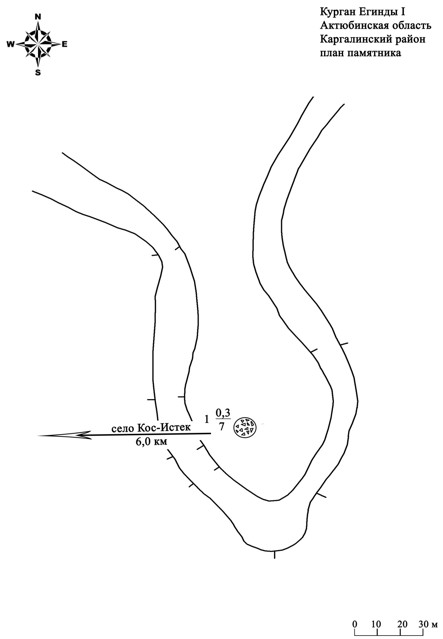 N
W E
S
Курган Егинды I
Актюбинская область
Каргалинский район
план памятника
1 0,3
7
село Кос-Истек
6,0 км
0 10 20 30 м